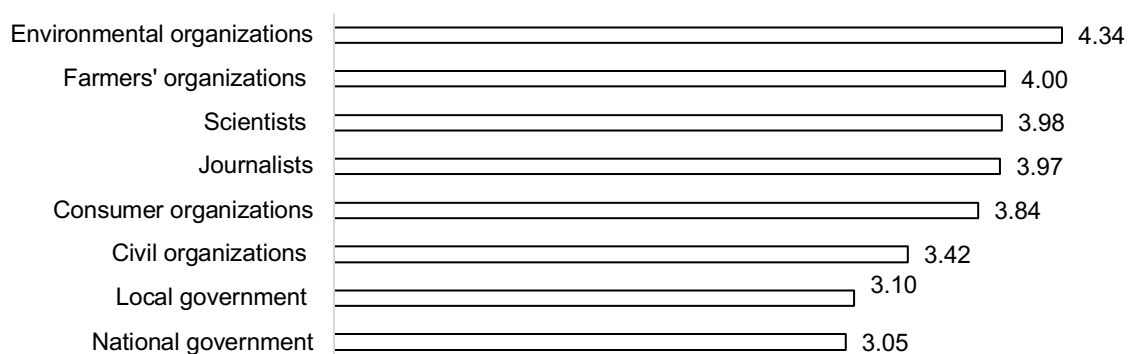 Environmental organizations 4.34
Farmers' organizations 4.00
Scientists 3.98
Journalists 3.97
Consumer organizations 3.84
Civil organizations 3.42
Local government 3.10
National government 3.05